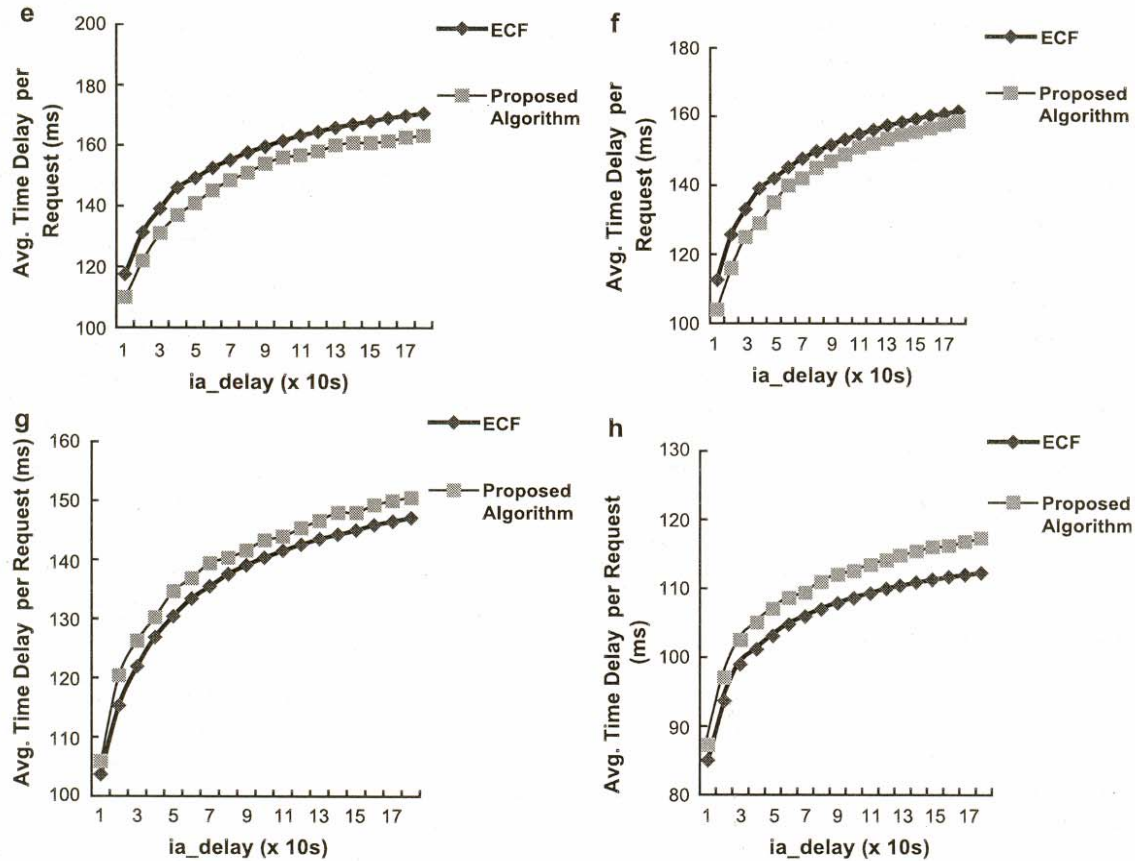 e
200
180
160
140
120
100
Avg. Time Delay per
Request (ms)
1 3 5 7 9 11 13 15 17
ia_delay (x 10s)
ECF
Proposed
Algorithm
f
180
160
140
120
100
Avg. Time Delay per
Request (ms)
1 3 5 7 9 11 13 15 17
ia_delay (x 10s)
ECF
Proposed
Algorithm
g
160
150
140
130
120
110
100
Avg. Time Delay per Request (ms)
1 3 5 7 9 11 13 15 17
ia_delay (x 10s)
ECF
Proposed
Algorithm
h
130
120
110
100
90
80
Avg. Time Delay per Request
(ms)
1 3 5 7 9 11 13 15 17
ia_delay (x 10s)
ECF
Proposed
Algorithm